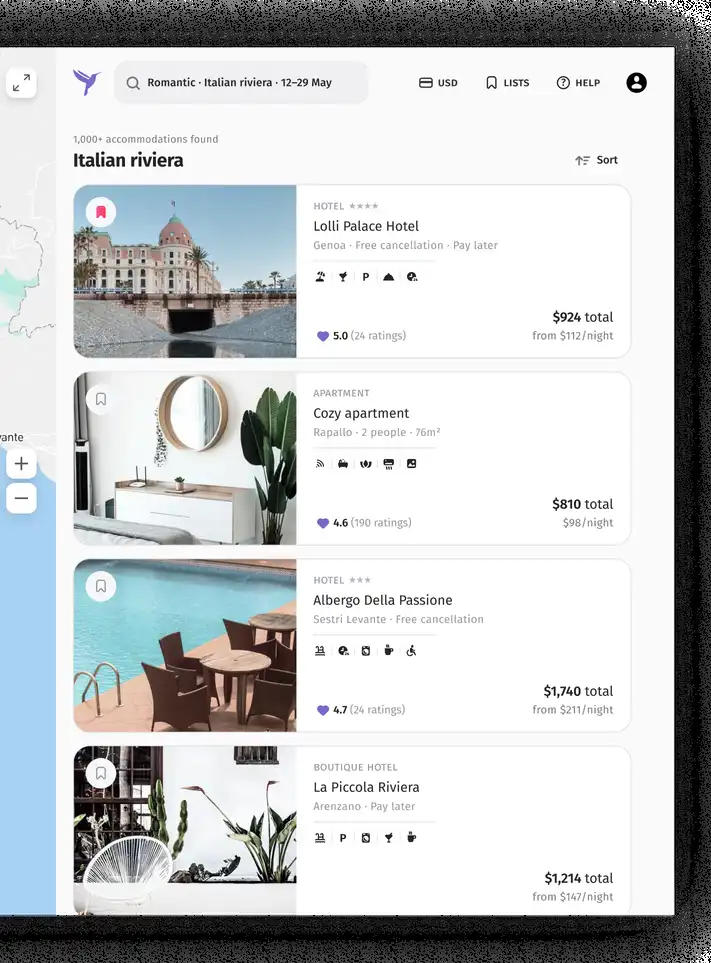 Romantic · Italian riviera · 12–29 May
USD
LISTS
HELP
1,000+ accommodations found
Italian riviera
Sort
HOTEL ★★★★
Lolli Palace Hotel
Genoa · Free cancellation · Pay later
P
$924 total
5.0 (24 ratings)
from $112/night
APARTMENT
Cozy apartment
Rapallo · 2 people · 76m²
vante
$810 total
4.6 (190 ratings)
$98/night
HOTEL ★★★
Albergo Della Passione
Sestri Levante · Free cancellation
$1,740 total
4.7 (24 ratings)
from $211/night
BOUTIQUE HOTEL
La Piccola Riviera
Arenzano · Pay later
P
$1,214 total
from $147/night